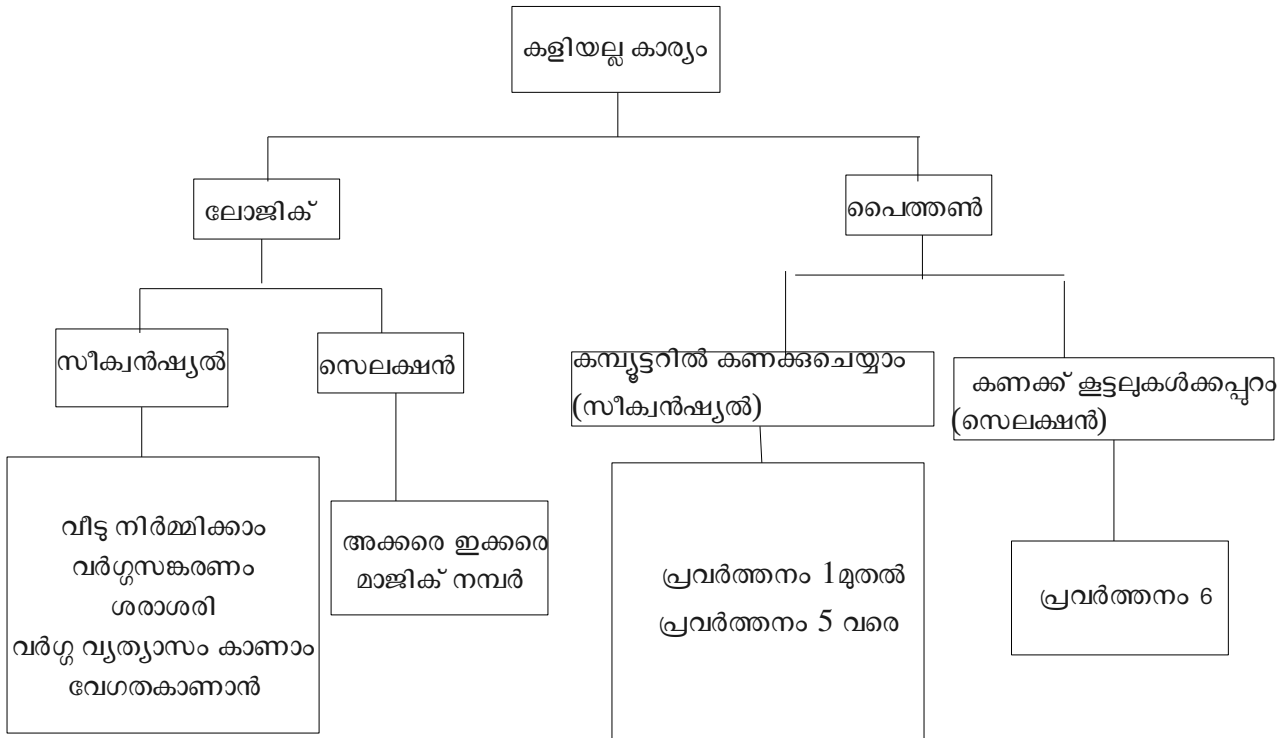 കളിയല്ല കാര്യം
ലോജിക്
പൈത്തൺ
സീക്വൻഷ്യൽ
സെലക്ഷൻ
കമ്പ്യൂട്ടറിൽ കണക്കുചെയ്യാം
(സീക്വൻഷ്യൽ)
കണക്ക് കൂട്ടലുകൾക്കപ്പുറം
(സെലക്ഷൻ)
വീടു നിർമ്മിക്കാം
വർഗ്ഗസങ്കരണം
ശരാശരി
വർഗ്ഗ വ്യത്യാസം കാണാം
വേഗതകാണാൻ
അക്കരെ ഇക്കരെ
മാജിക് നമ്പർ
പ്രവർത്തനം 1മുതൽ
പ്രവർത്തനം 5 വരെ
പ്രവർത്തനം 6